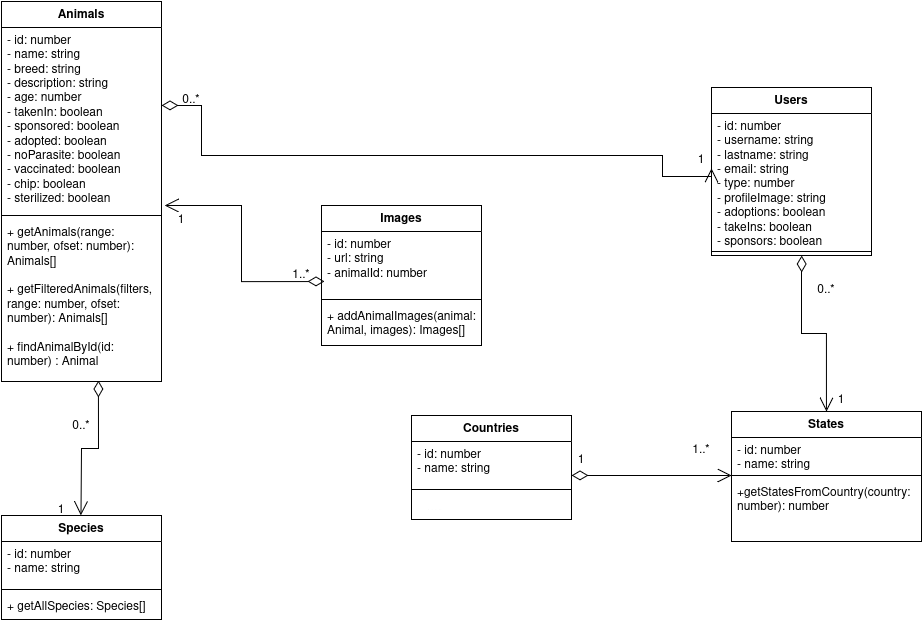 Animals
- id: number
- name: string
- breed: string
- description: string
- age: number
- takenIn: boolean
- sponsored: boolean
- adopted: boolean
- noParasite: boolean
- vaccinated: boolean
- chip: boolean
- sterilized: boolean
+ getAnimals(range:
number, ofset: number):
Animals[]
+ getFilteredAnimals(filters,
range: number, ofset:
number): Animals[]
+ findAnimalById(id:
number) : Animal
0..*
1
Users
- id: number
- username: string
- lastname: string
- email: string
- type: number
- profileImage: string
- adoptions: boolean
- takeIns: boolean
- sponsors: boolean
1
1..*
Images
- id: number
- url: string
- animalId: number
+ addAnimalImages(animal:
Animal, images): Images[]
0..*
1
0..*
1
Species
- id: number
- name: string
+ getAllSpecies: Species[]
Countries
- id: number
- name: string
1
1..*
States
- id: number
- name: string
+getStatesFromCountry(country:
number): number